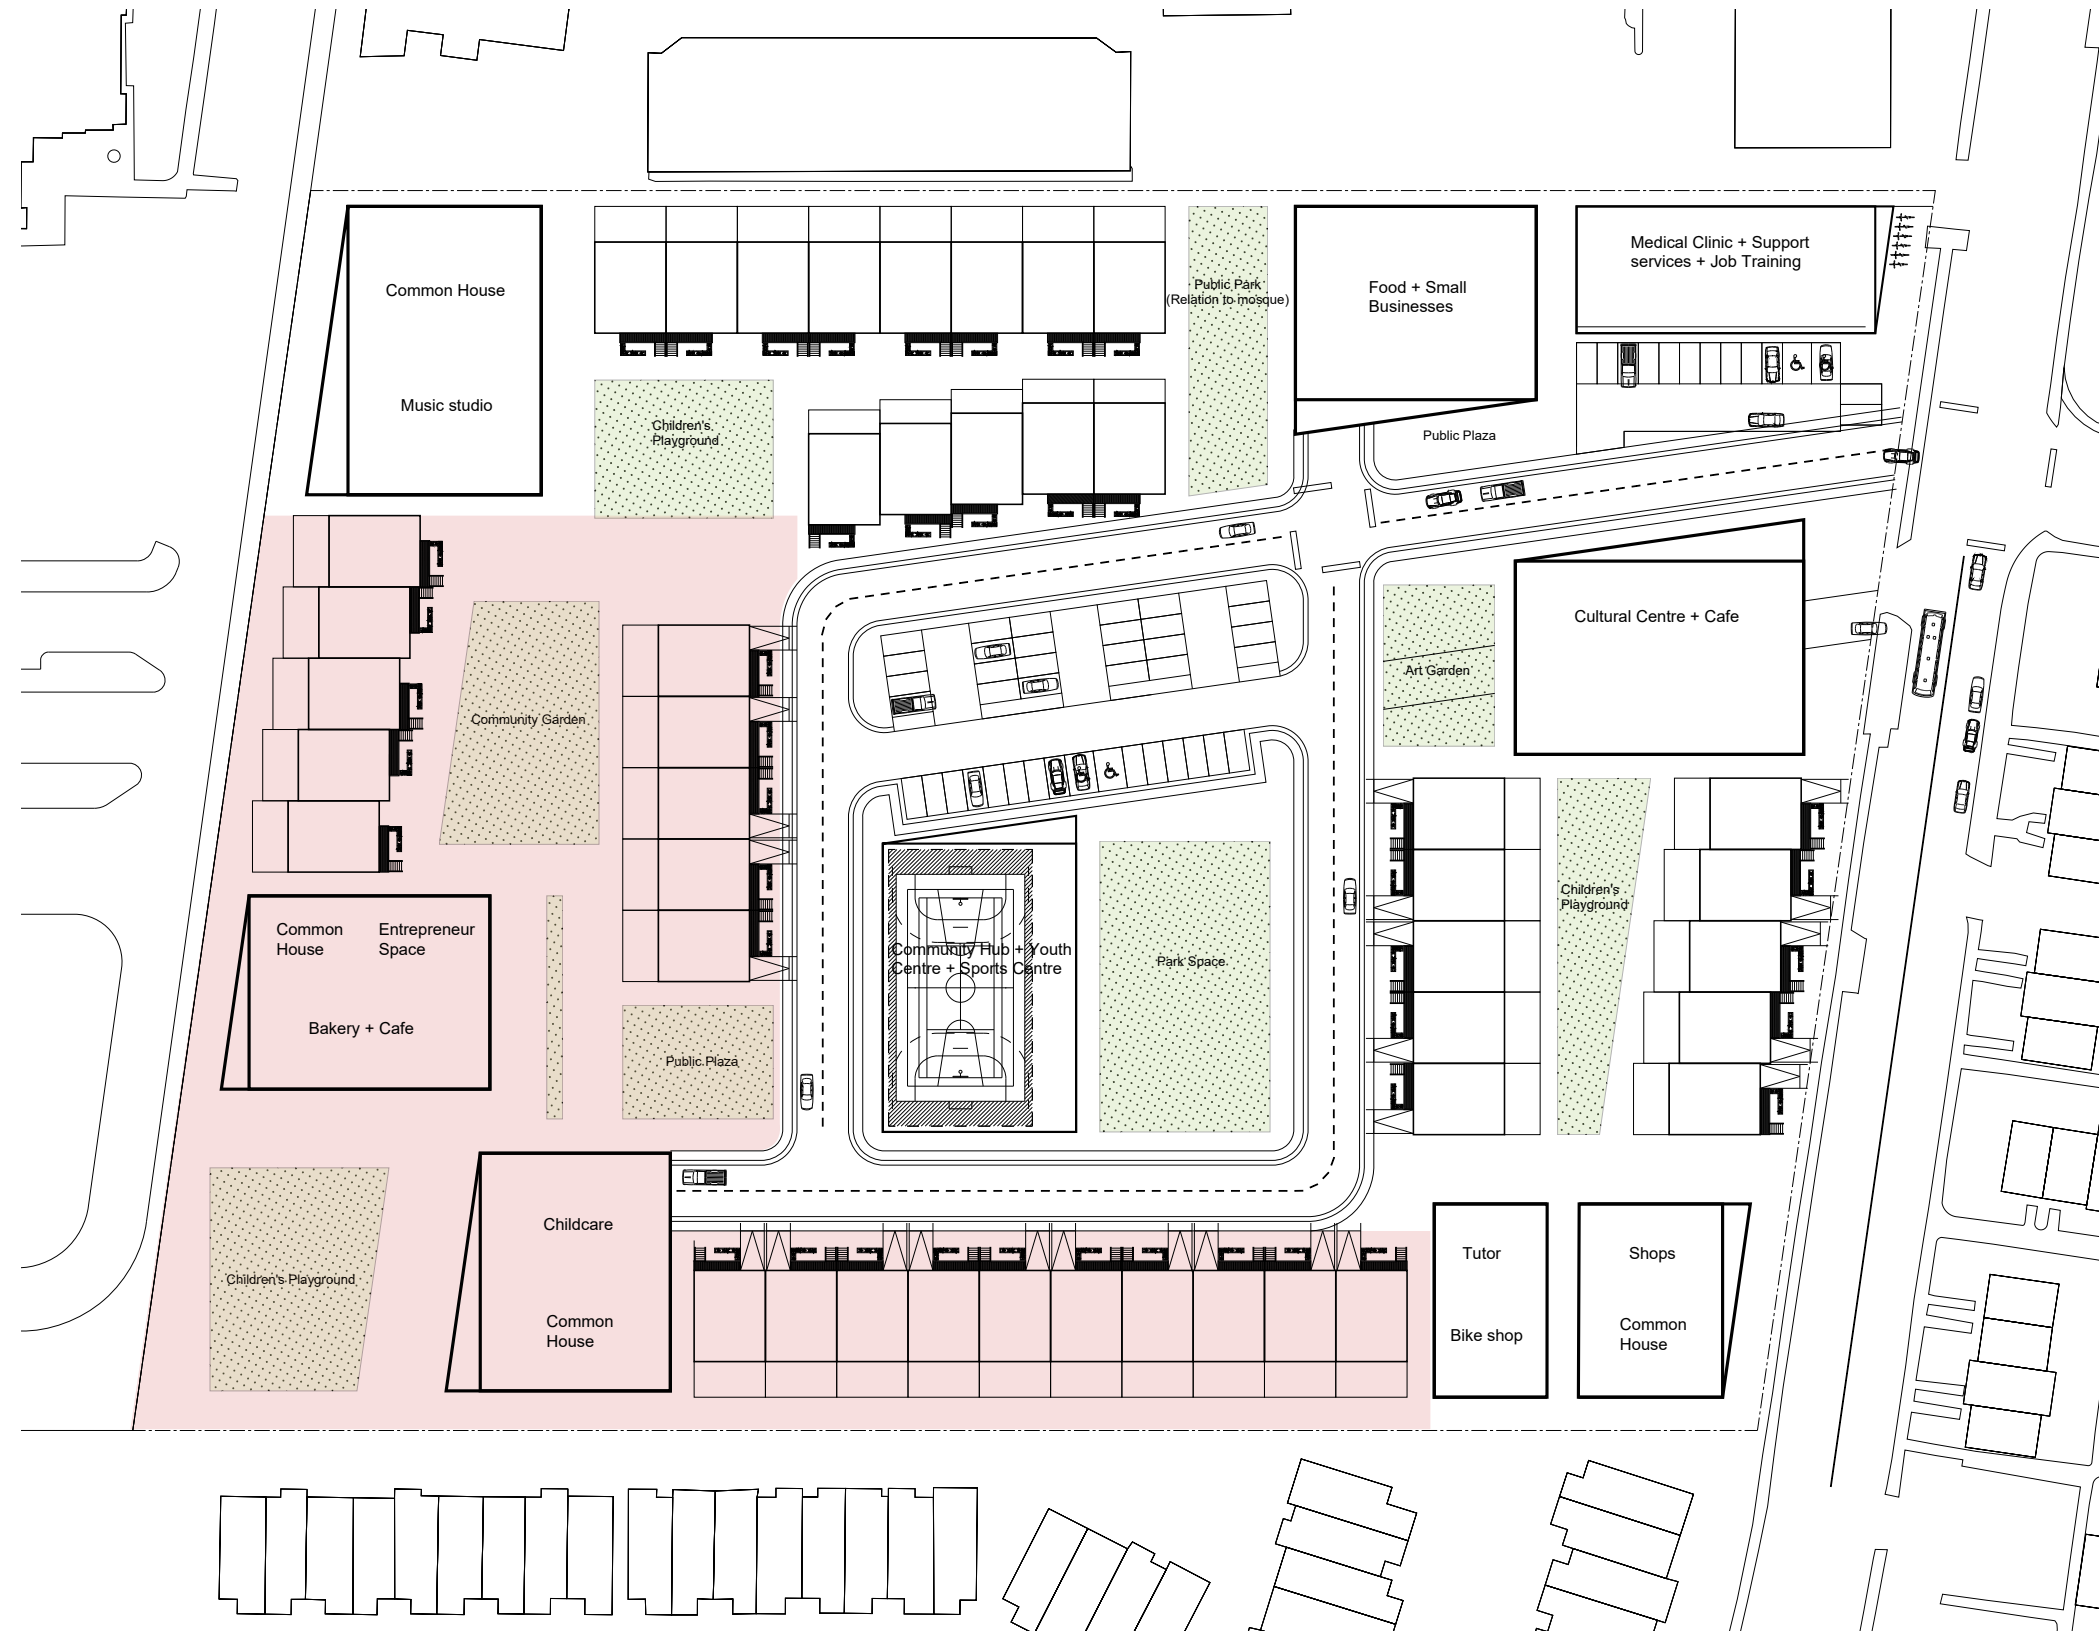 Medical Clinic + Support
services + Job Training
Common House
Public Park
(Relation to mosque)
Food + Small
Businesses
Music studio
Children's
Playground
Public Plaza
Cultural Centre + Cafe
Art Garden
Community Garden
Children's
Playground
Common
House
Entrepreneur
Space
Community Hub + Youth
Centre + Sports Centre
Park Space
Bakery + Cafe
Public Plaza
Childcare
Tutor
Shops
Children's Playground
Common
House
Bike shop
Common
House